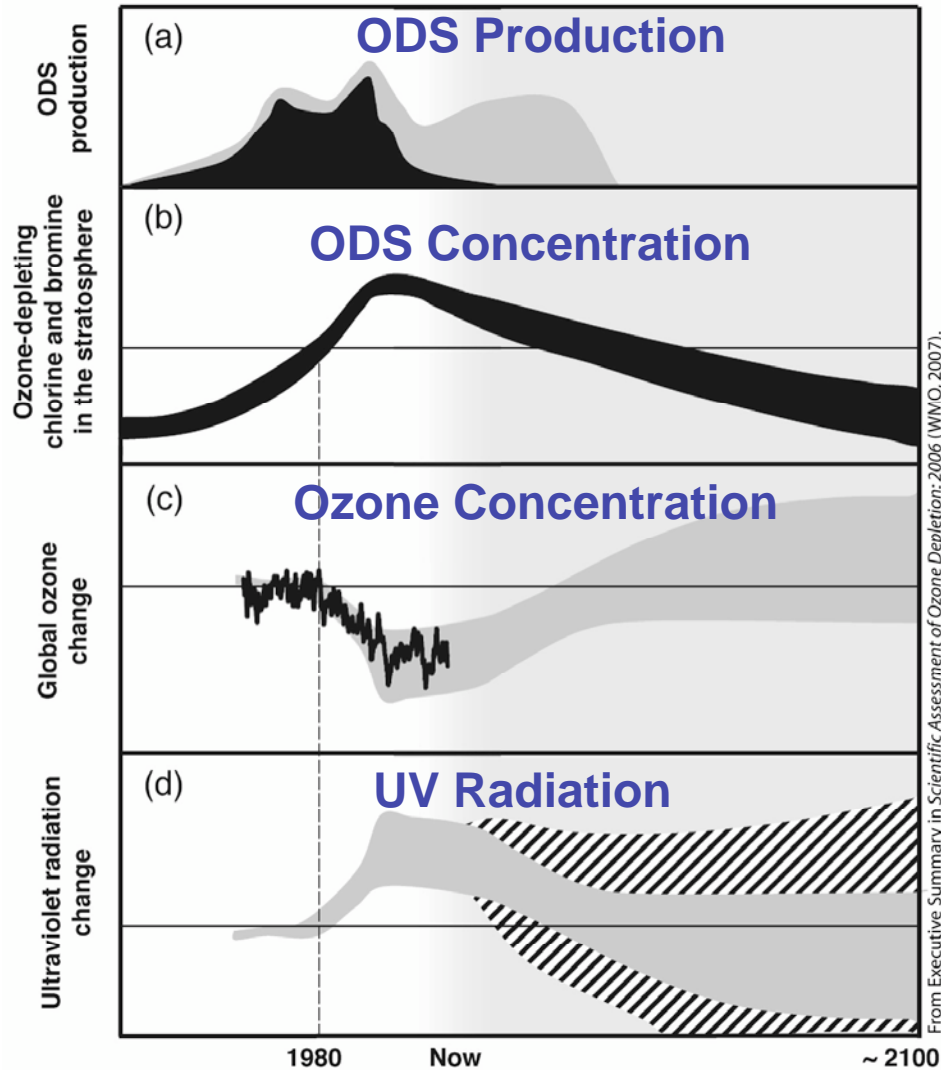 (a)
ODS Production
ODS
production
(b)
ODS Concentration
Ozone-depleting
chlorine and bromine
in the stratosphere
(c)
Ozone Concentration
Global ozone
change
(d)
UV Radiation
Ultraviolet radiation
change
1980
Now
~ 2100
From Executive Summary in Scientific Assessment of Ozone Depletion: 2006 (WMO, 2007).